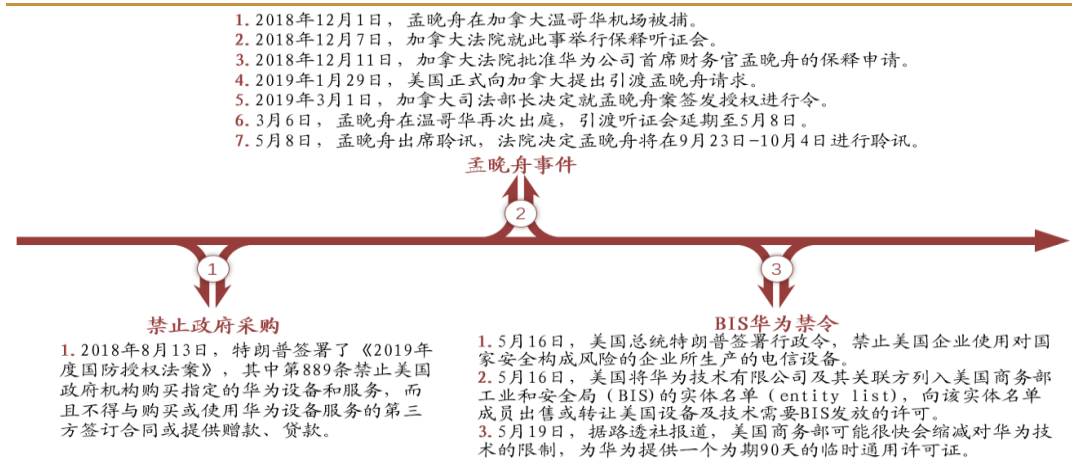 1. 2018年12月1日，孟晚舟在加拿大温哥华机场被捕。
2. 2018年12月7日，加拿大法院就此事举行保释听证会。
3. 2018年12月11日，加拿大法院批准华为公司首席财务官孟晚舟的保释申请。
4. 2019年1月29日，美国正式向加拿大提出引渡孟晚舟请求。
5. 2019年3月1日，加拿大司法部长决定就孟晚舟案签发授权进行令。
6. 3月6日，孟晚舟在温哥华再次出庭，引渡听证会延期至5月8日。
7. 5月8日，孟晚舟出席聆讯，法院决定孟晚舟将在9月23日-10月4日进行聆讯。
孟晚舟事件
2
1
3
禁止政府采购
1. 2018年8月13日，特朗普签署了《2019年
度国防授权法案》，其中第889条禁止美国
政府机构购买指定的华为设备和服务，而
且不得与购买或使用华为设备服务的第三
方签订合同或提供赠款、贷款。
BIS华为禁令
1. 5月16日，美国总统特朗普签署行政令，禁止美国企业使用对国
家安全构成风险的企业所生产的电信设备。
2. 5月16日，美国将华为技术有限公司及其关联方列入美国商务部
工业和安全局（BIS)的实体名单（entity list)，向该实体名单
成员出售或转让美国设备及技术需要BIS发放的许可。
3. 5月19日，据路透社报道，美国商务部可能很快会缩减对华为技
术的限制，为华为提供一个为期90天的临时通用许可证。